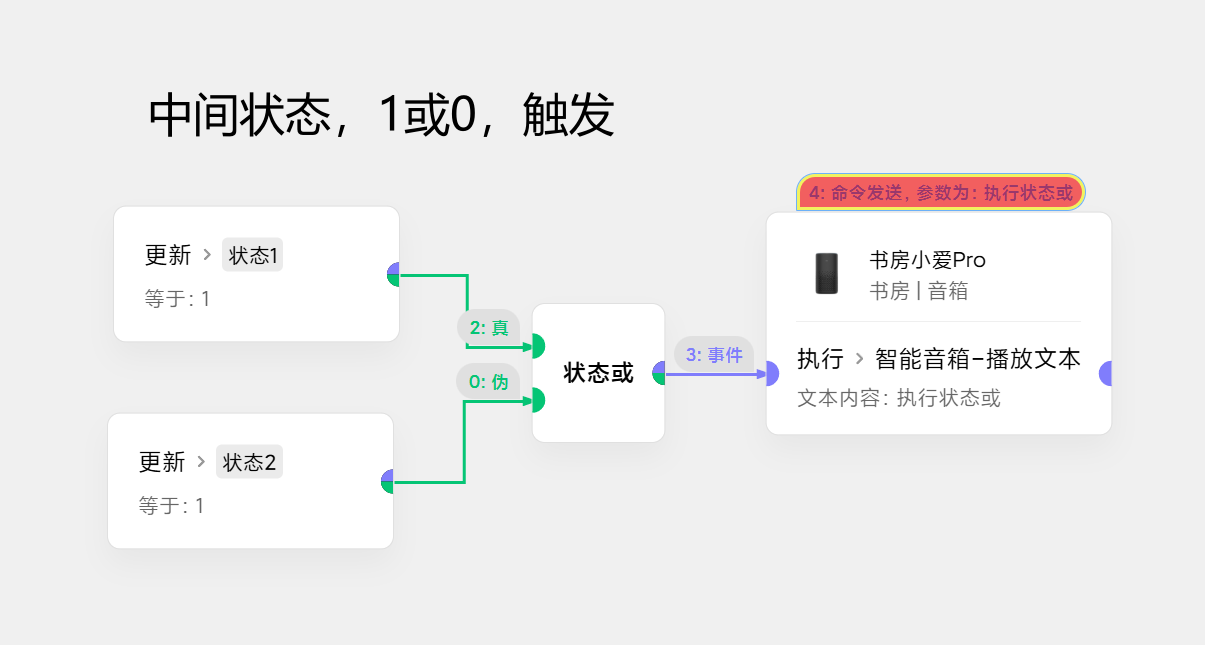 中间状态，1或0，触发
4: 命令发送, 参数为: 执行状态或
更新 > 状态1
等于: 1
书房小爱Pro
书房 | 音箱
2: 真
0: 伪
状态或
3: 事件
执行 > 智能音箱-播放文本
文本内容: 执行状态或
更新 > 状态2
等于: 1